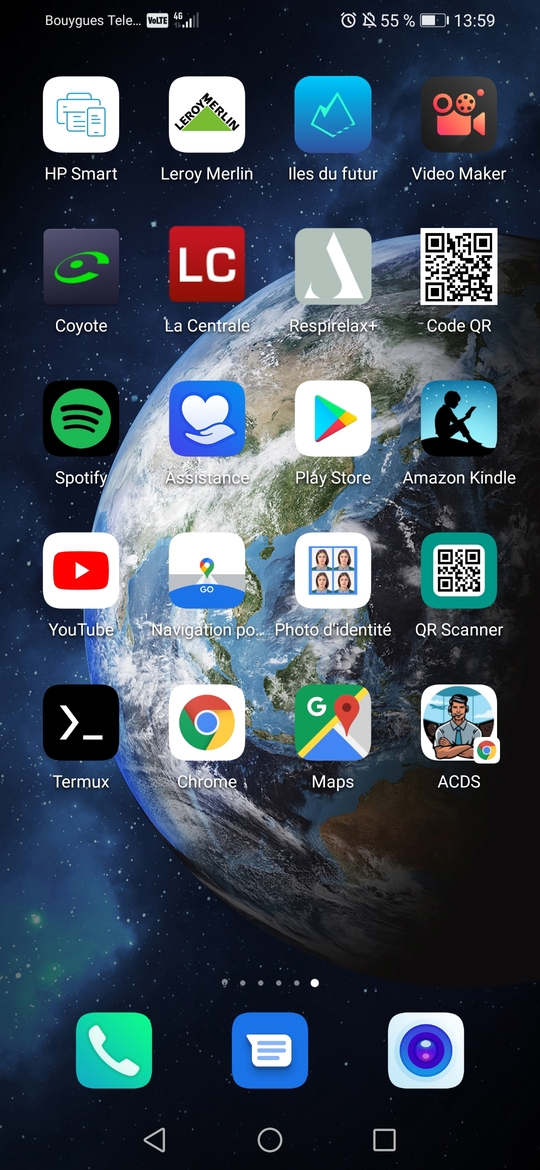 Bouygues Tele... VoLTE 4G 55 % 13:59
LEROY MERLIN
HP Smart Leroy Merlin Iles du futur Video Maker
LC
Coyote La Centrale Respirelax+ Code QR
Spotify Assistance Play Store Amazon Kindle
GO
YouTube Navigation po... Photo d'identité QR Scanner
G
Termux Chrome Maps ACDS